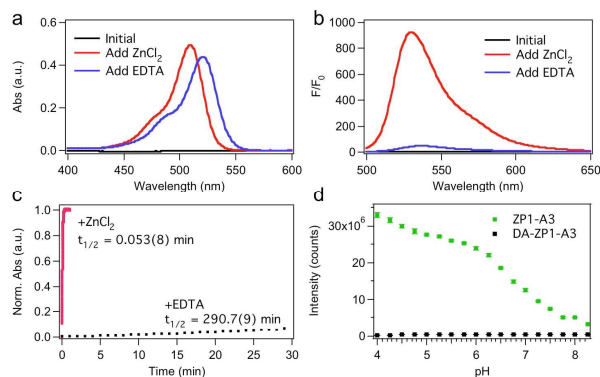 a
0.6
0.4
0.2
0.0
Abs (a.u.)
Initial
Add ZnCl2
Add EDTA
400 450 500 550 600
Wavelength (nm)
b
1000
800
600
400
200
0
F/F0
Initial
Add ZnCl2
Add EDTA
500 550 600 650
Wavelength (nm)
c
1.0
0.8
0.6
0.4
0.2
0.0
Norm. Abs (a.u.)
+ZnCl2
t1/2 = 0.053(8) min
+EDTA
t1/2 = 290.7(9) min
0 5 10 15 20 25 30
Time (min)
d
30x10⁶
20
10
0
Intensity (counts)
ZP1-A3
DA-ZP1-A3
4 5 6 7 8
pH